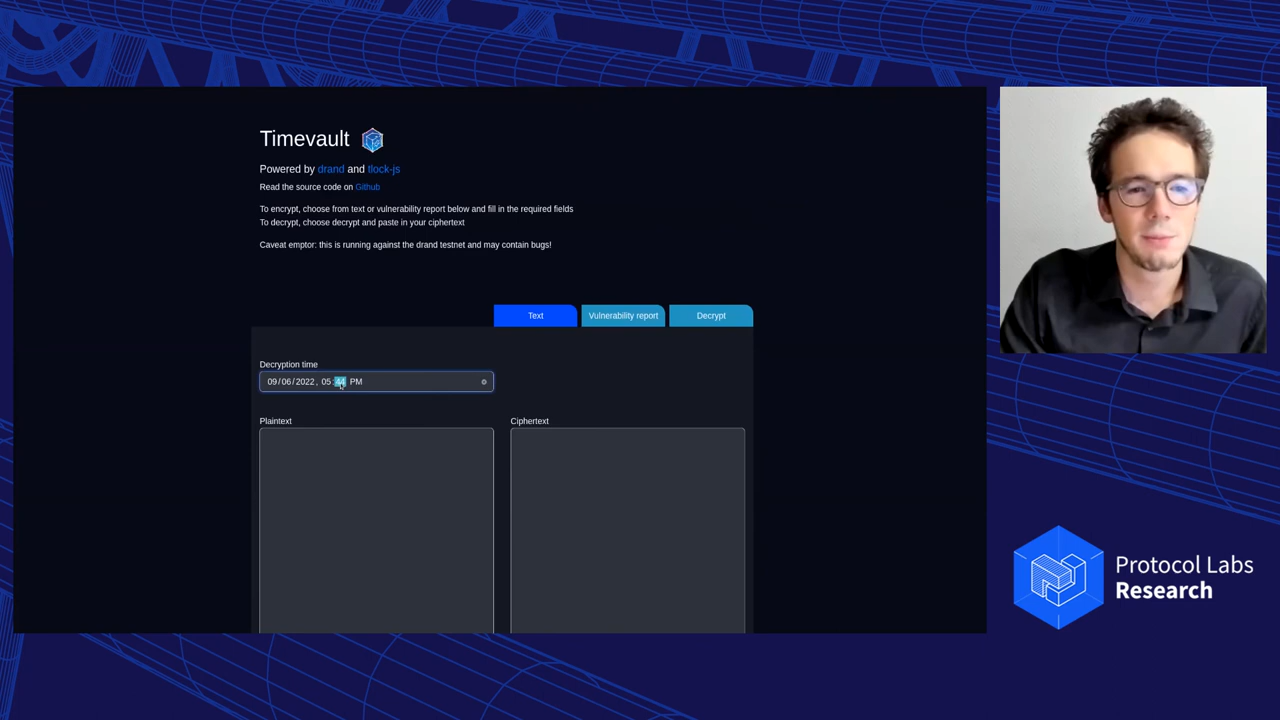 Timevault
Powered by drand and tlock-js
Read the source code on Github
To encrypt, choose from text or vulnerability report below and fill in the required fields
To decrypt, choose decrypt and paste in your ciphertext
Caveat emptor: this is running against the drand testnet and may contain bugs!
Text
Vulnerability report
Decrypt
Decryption time
09/06/2022, 05:44 PM
Plaintext
Ciphertext
Protocol Labs
Research